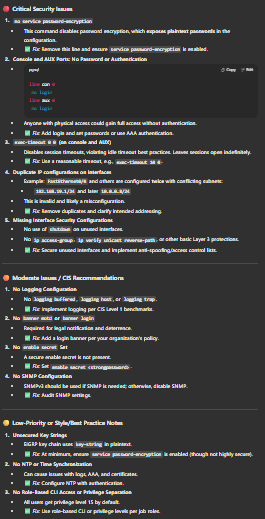 Critical Security Issues
1. no service password-encryption
• This command disables password encryption, which exposes plaintext passwords in the
configuration.
• ✅ Fix: Remove this line and ensure service password-encryption is enabled.
2. Console and AUX Ports: No Password or Authentication
pgsql Copy Edit
line con 0
no login
line aux 0
no login
• Anyone with physical access could gain full access without authentication.
• ✅ Fix: Add login and set passwords or use AAA authentication.
3. exec-timeout 0 0 (on console and AUX)
• Disables session timeouts, violating idle timeout best practices. Leaves sessions open indefinitely.
• ✅ Fix: Use a reasonable timeout, e.g., exec-timeout 10 0
4. Duplicate IP Configurations on Interfaces
• Example: FastEthernet0/0 and others are configured twice with conflicting subnets:
and later
• This is invalid and likely a misconfiguration.
• ✅ Fix: Remove duplicates and clarify intended addressing.
5. Missing Interface Security Configurations
• No use of shutdown on unused interfaces.
• No ip access-group, ip verify unicast reverse-path, or other basic Layer 3 protections.
• ✅ Fix: Secure unused interfaces and implement anti-spoofing/access control lists.
Moderate Issues / CIS Recommendations
1. No Logging Configuration
• No logging buffered, logging host, or logging trap.
• ✅ Fix: Implement logging per CIS Level 1 benchmarks.
2. No banner motd or banner login
• Required for legal notification and deterrence.
• ✅ Fix: Add a login banner per your organization's policy.
3. No enable secret Set
• A secure enable secret is not present.
• ✅ Fix: Set enable secret <strongpassword>.
4. No SNMP Configuration
• SNMPv3 should be used if SNMP is needed; otherwise, disable SNMP.
• ✅ Fix: Audit SNMP settings.
Low-Priority or Style/Best Practice Notes
1. Unsecured Key Strings
• EIGRP key chain uses key-string in plaintext.
• ✅ Fix: At minimum, ensure service password-encryption is enabled (though not highly secure).
2. No NTP or Time Synchronization
• Can cause issues with logs, AAA, and certificates.
• ✅ Fix: Configure NTP with authentication.
3. No Role-Based CLI Access or Privilege Separation
• All users get privilege level 15 by default.
• ✅ Fix: Use role-based CLI or privilege levels per job roles.